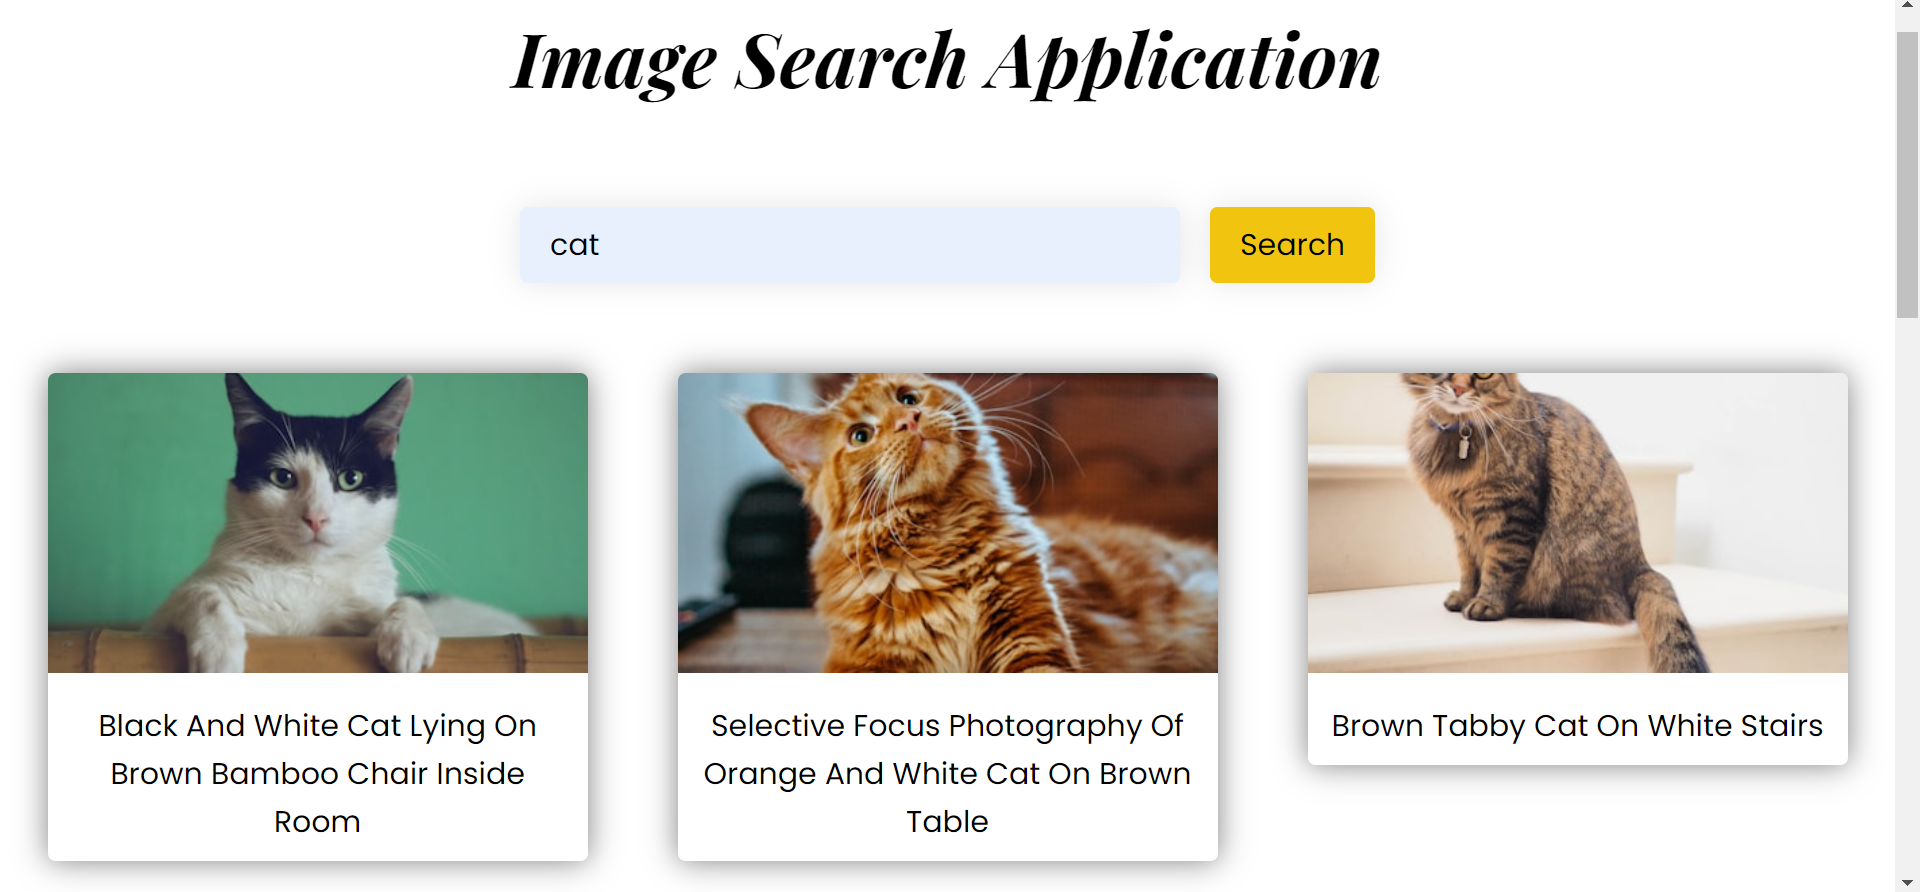 Image Search Application
cat
Search
Black And White Cat Lying On
Brown Bamboo Chair Inside
Room
Selective Focus Photography Of
Orange And White Cat On Brown
Table
Brown Tabby Cat On White Stairs